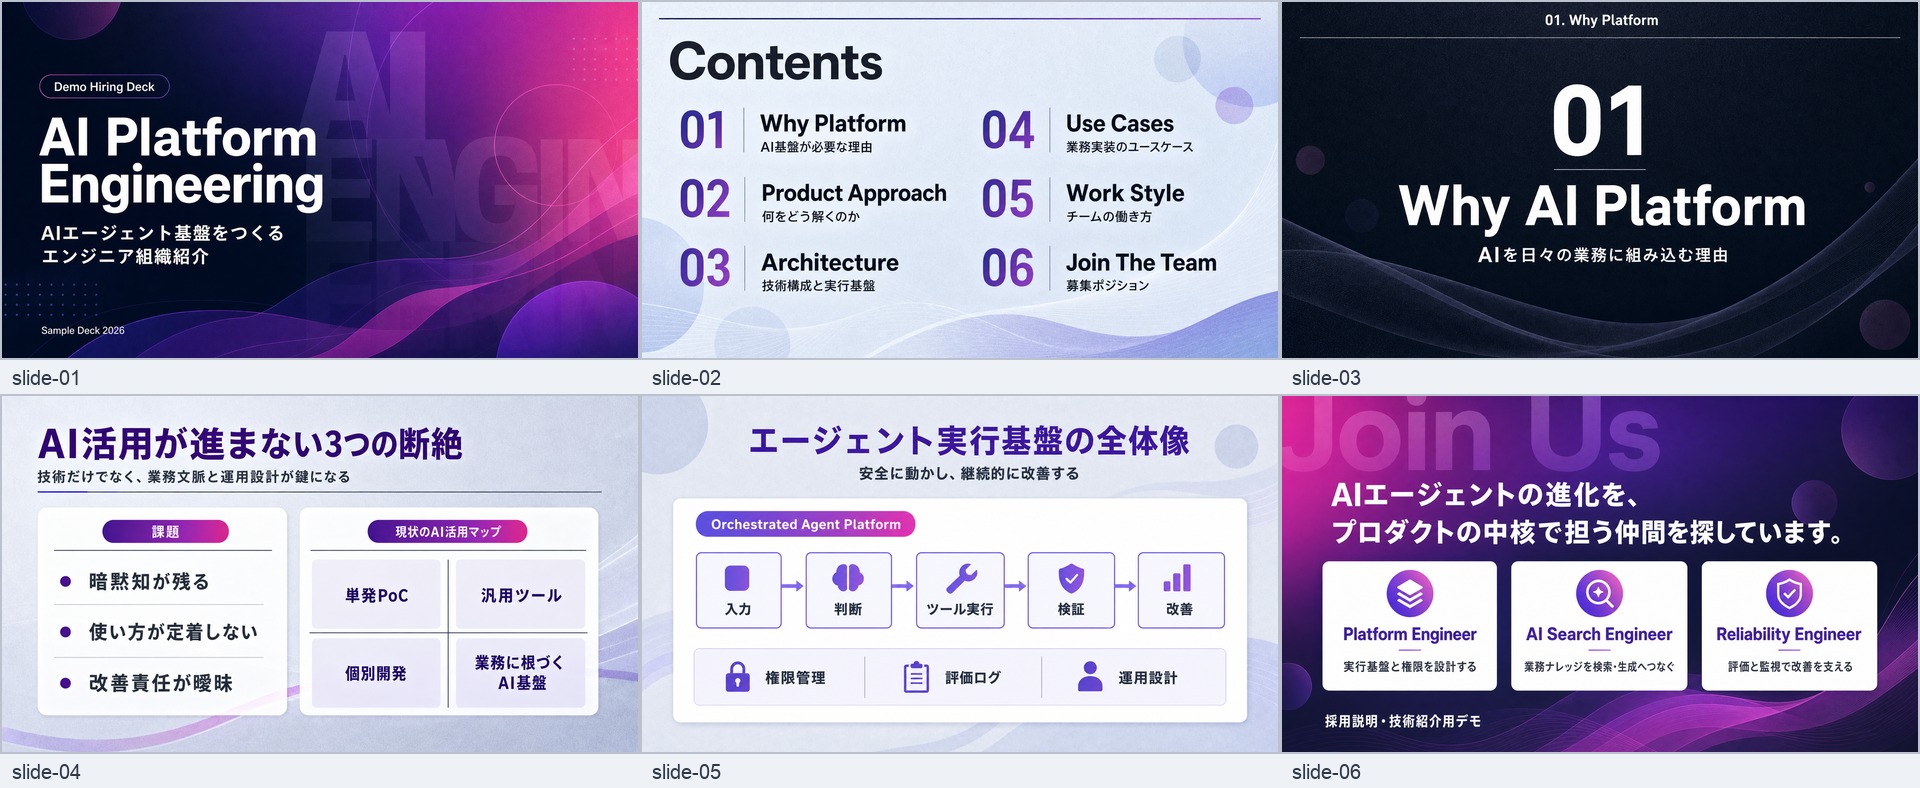 Demo Hiring Deck
AI Platform
Engineering
AIエージェント基盤をつくる
エンジニア組織紹介
Sample Deck 2026
AI
ENGIN
slide-01
Contents
01
Why Platform
AI基盤が必要な理由
02
Product Approach
何をどう解くのか
03
Architecture
技術構成と実行基盤
04
Use Cases
業務実装のユースケース
05
Work Style
チームの働き方
06
Join The Team
募集ポジション
slide-02
01. Why Platform
01
Why AI Platform
AIを日々の業務に組み込む理由
slide-03
AI活用が進まない3つの断絶
技術だけでなく、業務文脈と運用設計が鍵になる
課題
暗黙知が残る
使い方が定着しない
改善責任が曖昧
現状のAI活用マップ
単発PoC
汎用ツール
個別開発
業務に根づく
AI基盤
slide-04
エージェント実行基盤の全体像
安全に動かし、継続的に改善する
Orchestrated Agent Platform
入力
判断
ツール実行
検証
改善
権限管理
評価ログ
運用設計
slide-05
Join Us
AIエージェントの進化を、
プロダクトの中核で担う仲間を探しています。
Platform Engineer
実行基盤と権限を設計する
AI Search Engineer
業務ナレッジを検索・生成へつなぐ
Reliability Engineer
評価と監視で改善を支える
採用説明・技術紹介用デモ
slide-06